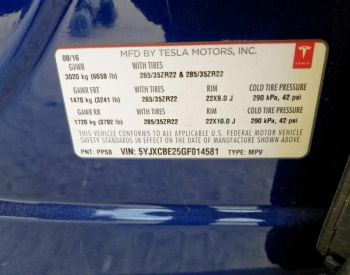 MFD BY TESLA MOTORS, INC.
08/16
GVWR WITH TIRES
3020 kg (6658 lb) 265/35ZR22 & 285/35ZR22
TESLA
GAWR FRT WITH TIRES RIM COLD TIRE PRESSURE
1470 kg (3241 lb) 265/35ZR22 22X9.0 J 290 kPa, 42 psi
GAWR RR WITH TIRES RIM COLD TIRE PRESSURE
1720 kg (3792 lb) 285/35ZR22 22X10.0 J 290 kPa, 42 psi
THIS VEHICLE CONFORMS TO ALL APPLICABLE U.S. FEDERAL MOTOR VEHICLE
SAFETY STANDARDS IN EFFECT ON THE DATE OF MANUFACTURE SHOWN ABOVE.
PNT: PPSB VIN: 5YJXCBE25GF014581 TYPE: MPV